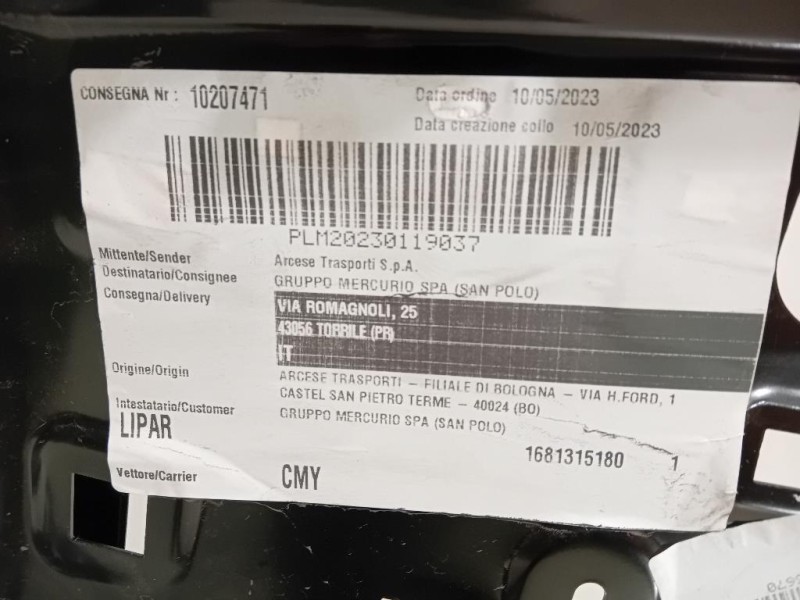 CONSEGNA Nr : 10207471 Data ordine 10/05/2023
Data creazione collo 10/05/2023
PLM20230119037
Mittente/Sender Arcese Trasporti S.p.A.
Destinatario/Consignee GRUPPO MERCURIO SPA (SAN POLO)
Consegna/Delivery VIA ROMAGNOLI, 25
43056 TORRILE (PR)
IT
Origine/Origin ARCESE TRASPORTI – FILIALE DI BOLOGNA – VIA H.FORD, 1
CASTEL SAN PIETRO TERME – 40024 (BO)
Intestatario/Customer GRUPPO MERCURIO SPA (SAN POLO)
LIPAR
1681315180 1
Vettore/Carrier CMY